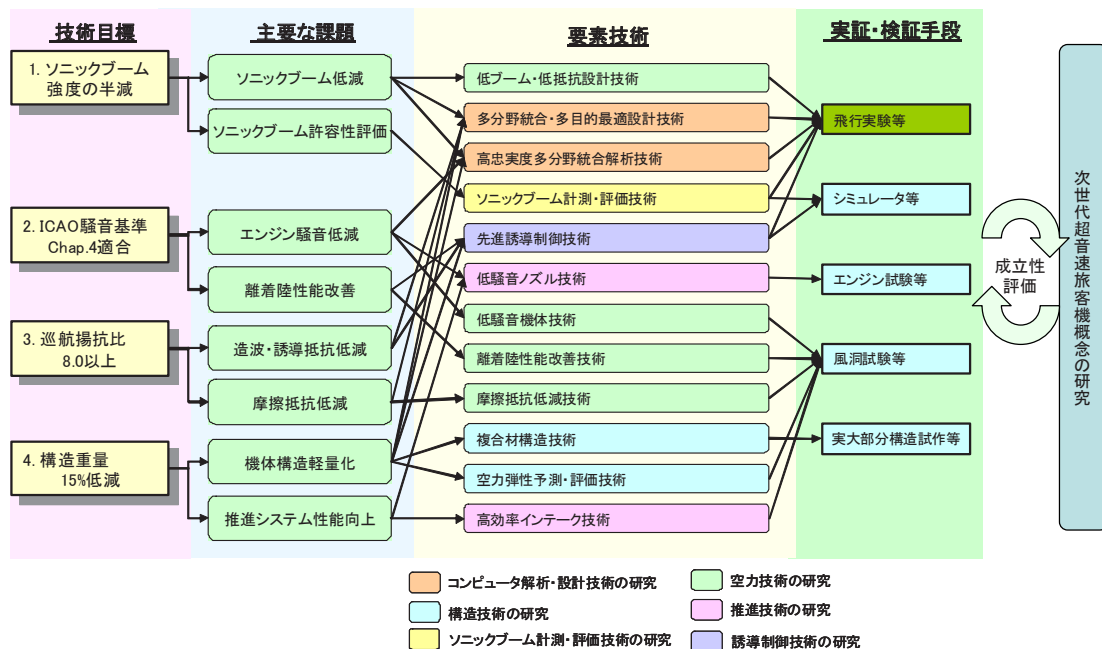 技術目標
主要な課題
要素技術
実証・検証手段
1. ソニックブーム
強度の半減
2. ICAO騒音基準
Chap.4適合
3. 巡航揚抗比
8.0以上
4. 構造重量
15%低減
ソニックブーム低減
ソニックブーム許容性評価
エンジン騒音低減
離着陸性能改善
造波・誘導抵抗低減
摩擦抵抗低減
機体構造軽量化
推進システム性能向上
低ブーム・低抵抗設計技術
多分野統合・多目的最適設計技術
高忠実度多分野統合解析技術
ソニックブーム計測・評価技術
先進誘導制御技術
低騒音ノズル技術
低騒音機体技術
離着陸性能改善技術
摩擦抵抗低減技術
複合材構造技術
空力弾性予測・評価技術
高効率インテーク技術
飛行実験等
シミュレータ等
エンジン試験等
風洞試験等
実大部分構造試作等
成立性
評価
次世代超音速旅客機概念の研究
コンピュータ解析・設計技術の研究
構造技術の研究
ソニックブーム計測・評価技術の研究
空力技術の研究
推進技術の研究
誘導制御技術の研究